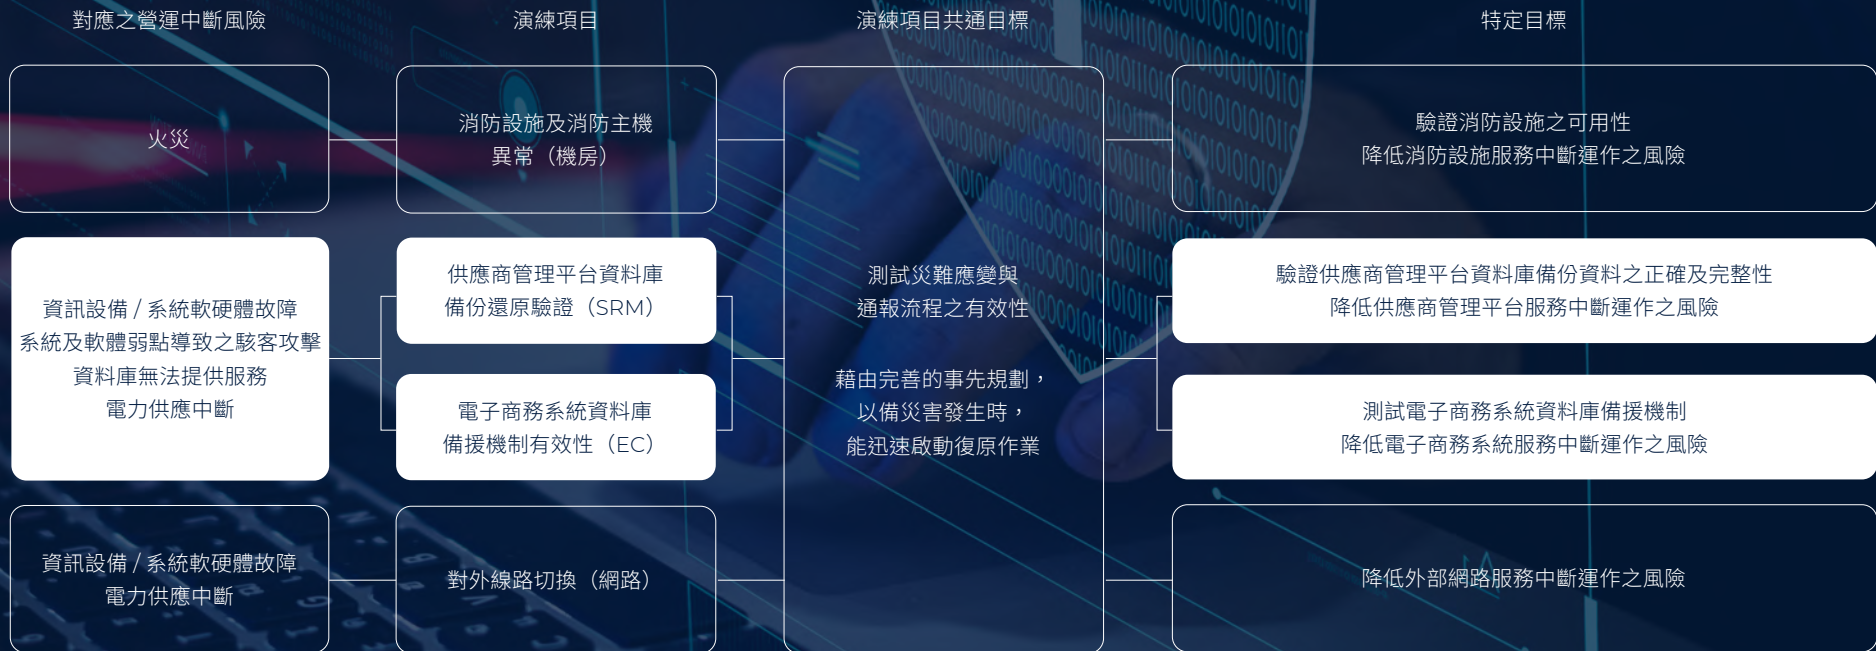 對應之營運中斷風險
演練項目
演練項目共通目標
特定目標
火災
消防設施及消防主機
異常（機房）
驗證消防設施之可用性
降低消防設施服務中斷運作之風險
資訊設備 / 系統軟硬體故障
系統及軟體弱點導致之駭客攻擊
資料庫無法提供服務
電力供應中斷
供應商管理平台資料庫
備份還原驗證（SRM）
電子商務系統資料庫
備援機制有效性（EC）
測試災難應變與
通報流程之有效性
藉由完善的事先規劃，
以備災害發生時，
能迅速啟動復原作業
驗證供應商管理平台資料庫備份資料之正確及完整性
降低供應商管理平台服務中斷運作之風險
測試電子商務系統資料庫備援機制
降低電子商務系統服務中斷運作之風險
資訊設備 / 系統軟硬體故障
電力供應中斷
對外線路切換（網路）
降低外部網路服務中斷運作之風險